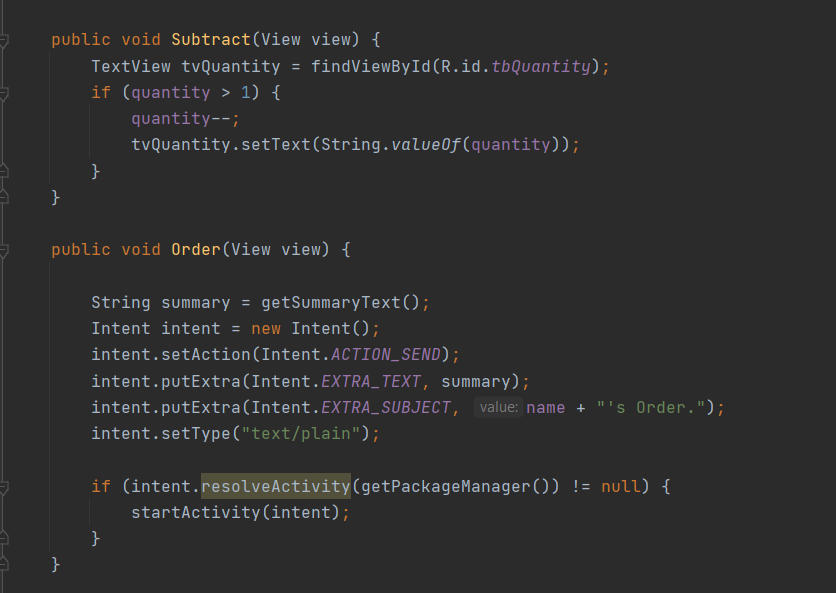 public void Subtract(View view) {
TextView tvQuantity = findViewById(R.id.tbQuantity);
if (quantity > 1) {
quantity--;
tvQuantity.setText(String.valueOf(quantity));
}
}
public void Order(View view) {
String summary = getSummaryText();
Intent intent = new Intent();
intent.setAction(Intent.ACTION_SEND);
intent.putExtra(Intent.EXTRA_TEXT, summary);
intent.putExtra(Intent.EXTRA_SUBJECT, value: name + "'s Order.");
intent.setType("text/plain");
if (intent.resolveActivity(getPackageManager()) != null) {
startActivity(intent);
}
}